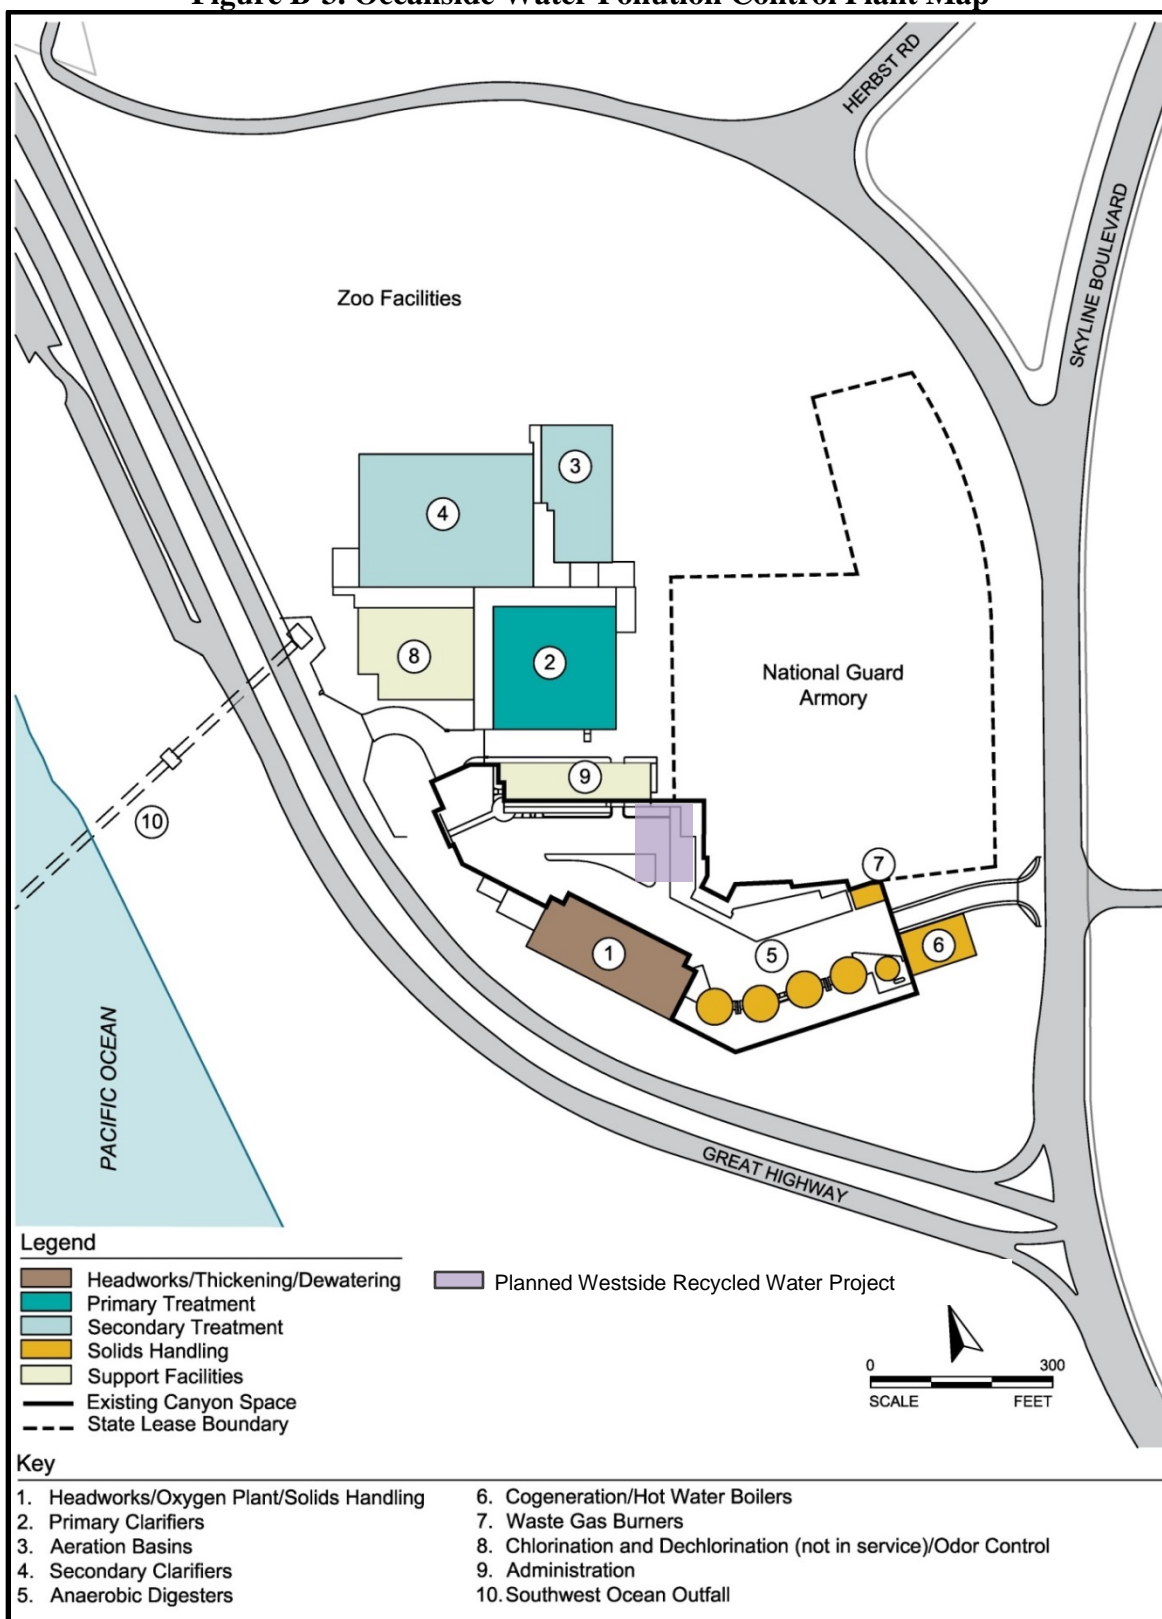 Figure B-3. Oceanside Water Pollution Control Plant Map
HERBST RD
SKYLINE BOULEVARD
Zoo Facilities
3
4
8
2
National Guard
Armory
9
10
7
1
5
6
PACIFIC OCEAN
GREAT HIGHWAY
Legend
Headworks/Thickening/Dewatering
Primary Treatment
Secondary Treatment
Solids Handling
Support Facilities
Existing Canyon Space
State Lease Boundary
Planned Westside Recycled Water Project
0 300
SCALE FEET
Key
1. Headworks/Oxygen Plant/Solids Handling
2. Primary Clarifiers
3. Aeration Basins
4. Secondary Clarifiers
5. Anaerobic Digesters
6. Cogeneration/Hot Water Boilers
7. Waste Gas Burners
8. Chlorination and Dechlorination (not in service)/Odor Control
9. Administration
10. Southwest Ocean Outfall